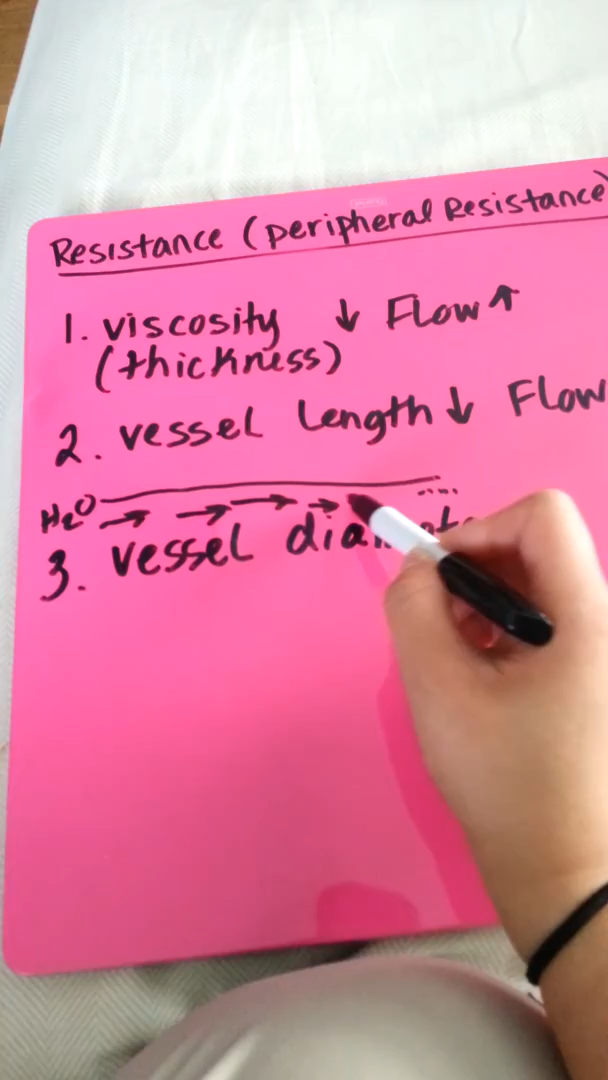 Resistance (peripheral Resistance)
1. viscosity ↓ Flow ↑
(thickness)
2. vessel length ↓ Flow
H2O → → → →
3. vessel